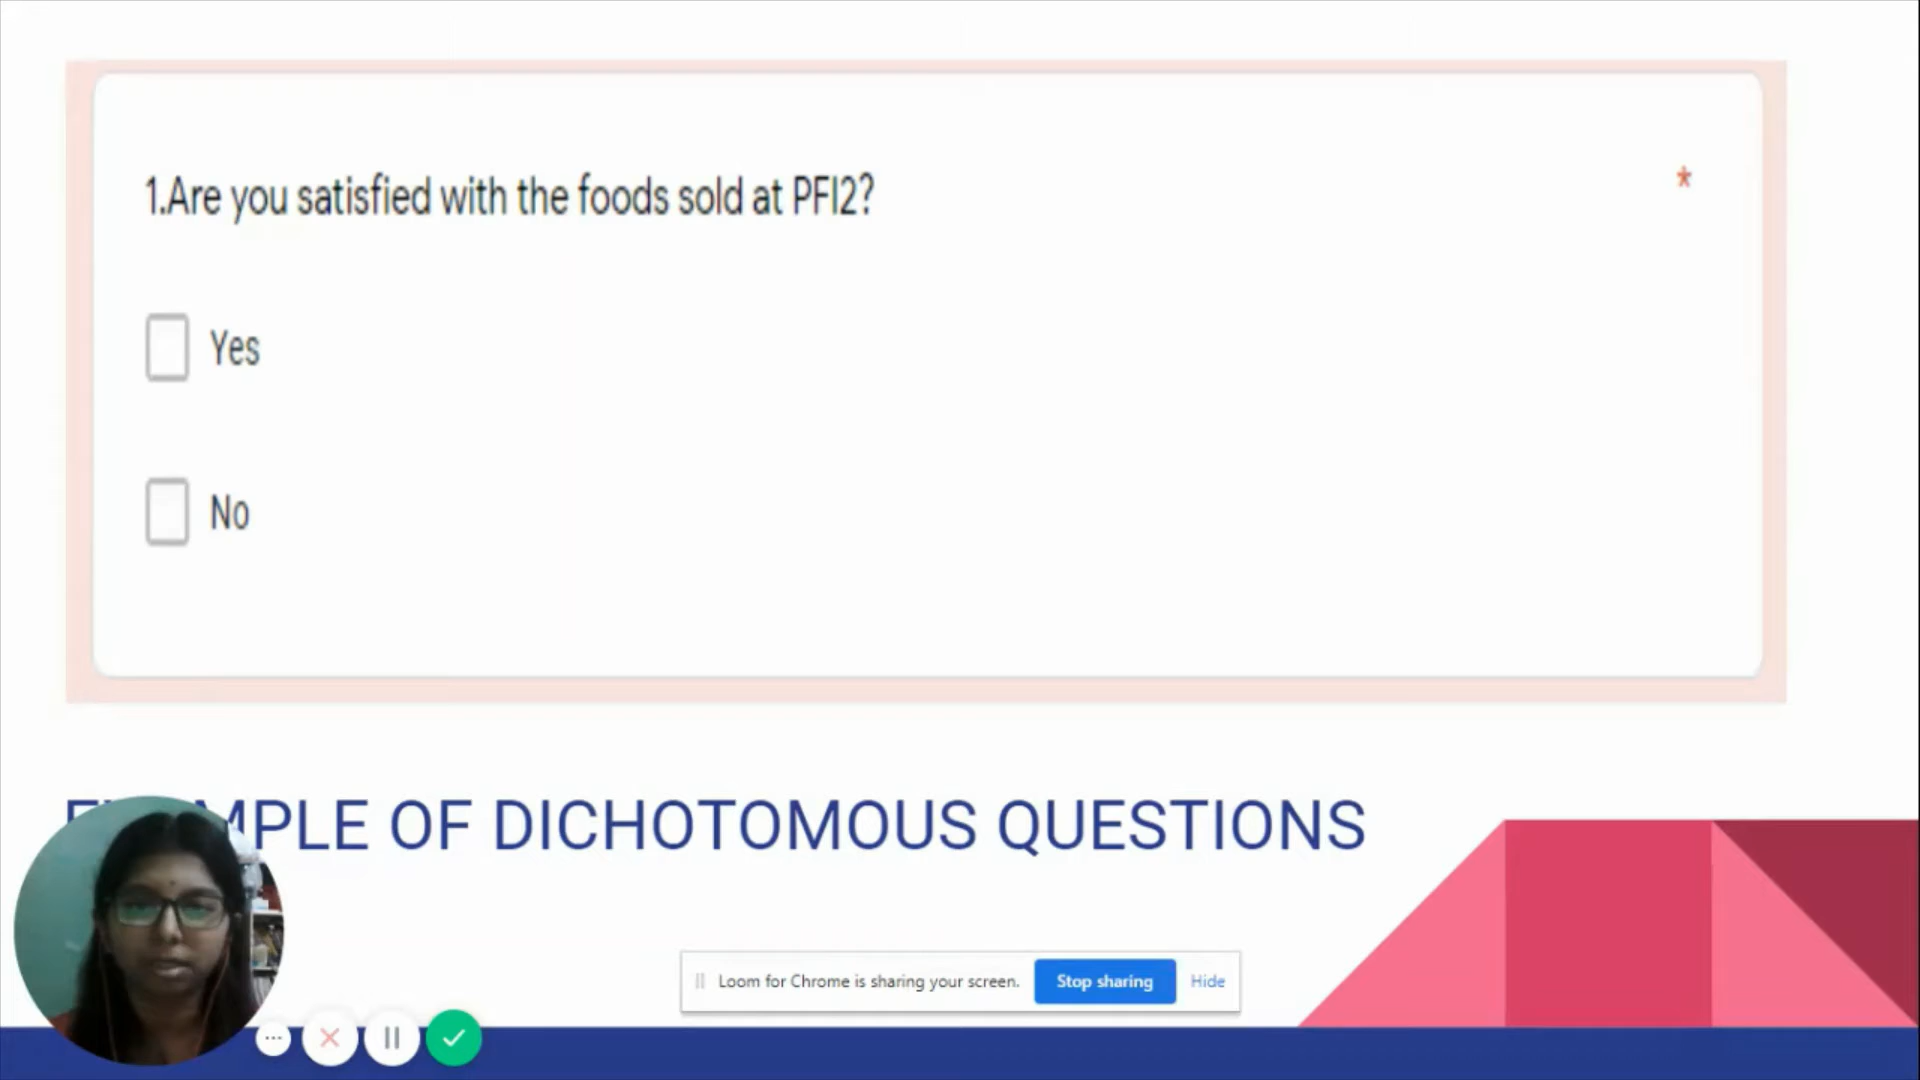 1.Are you satisfied with the foods sold at PFI2?
*
Yes
No
EXAMPLE OF DICHOTOMOUS QUESTIONS
Loom for Chrome is sharing your screen. Stop sharing Hide